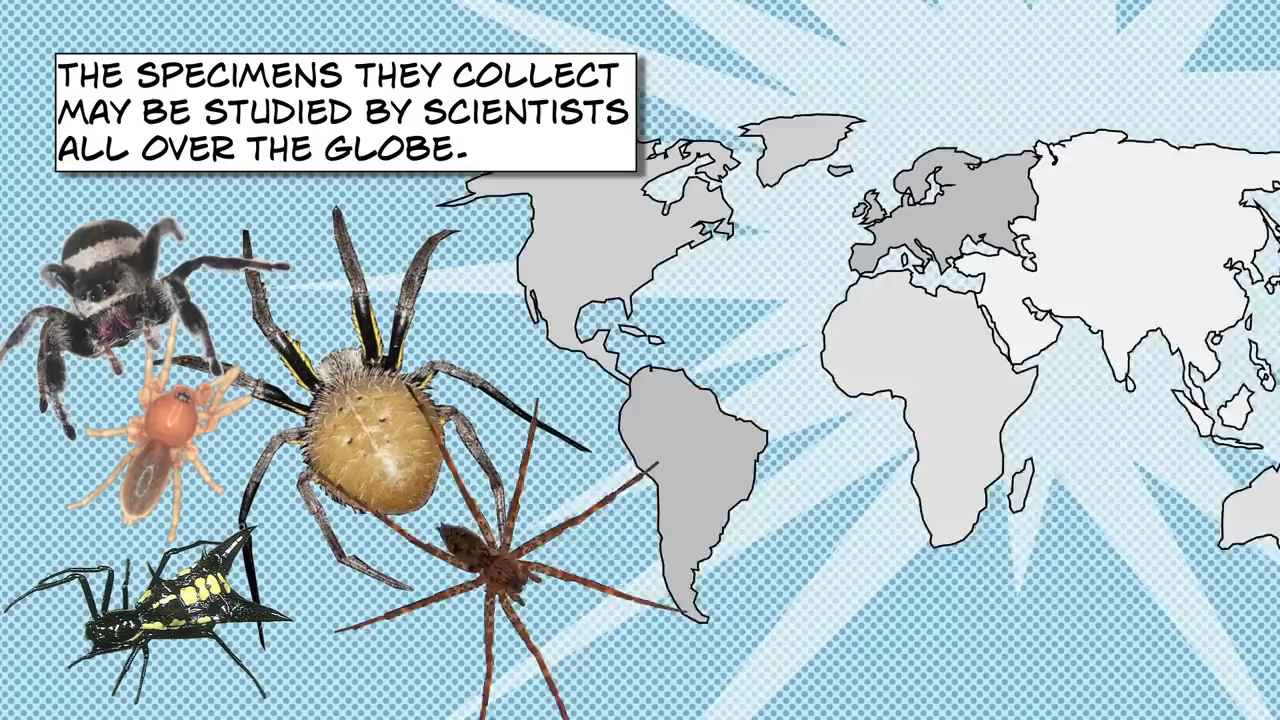 THE SPECIMENS THEY COLLECT
MAY BE STUDIED BY SCIENTISTS
ALL OVER THE GLOBE.